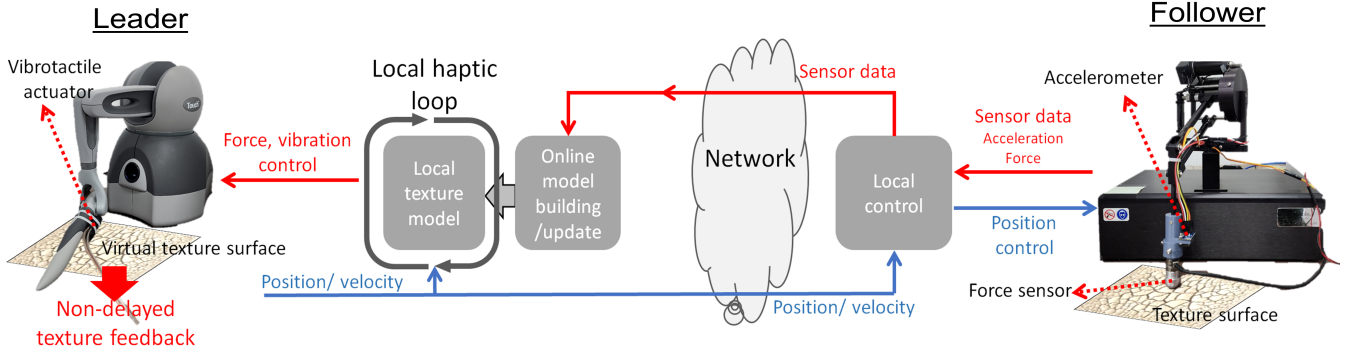 Leader
Follower
Vibrotactile
actuator
Touch
Local haptic
loop
Force, vibration
control
Local
texture
model
Online
model
building
/update
Sensor data
Network
Local
control
Accelerometer
Sensor data
Acceleration
Force
Position
control
Virtual texture surface
Position/ velocity
Position/ velocity
Non-delayed
texture feedback
Force sensor
Texture surface